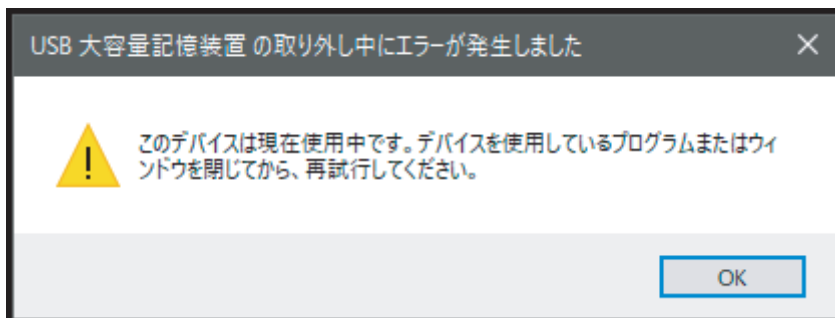 USB 大容量記憶装置 の取り外し中にエラーが発生しました
このデバイスは現在使用中です。デバイスを使用しているプログラムまたはウィ
ンドウを閉じてから、再試行してください。
OK